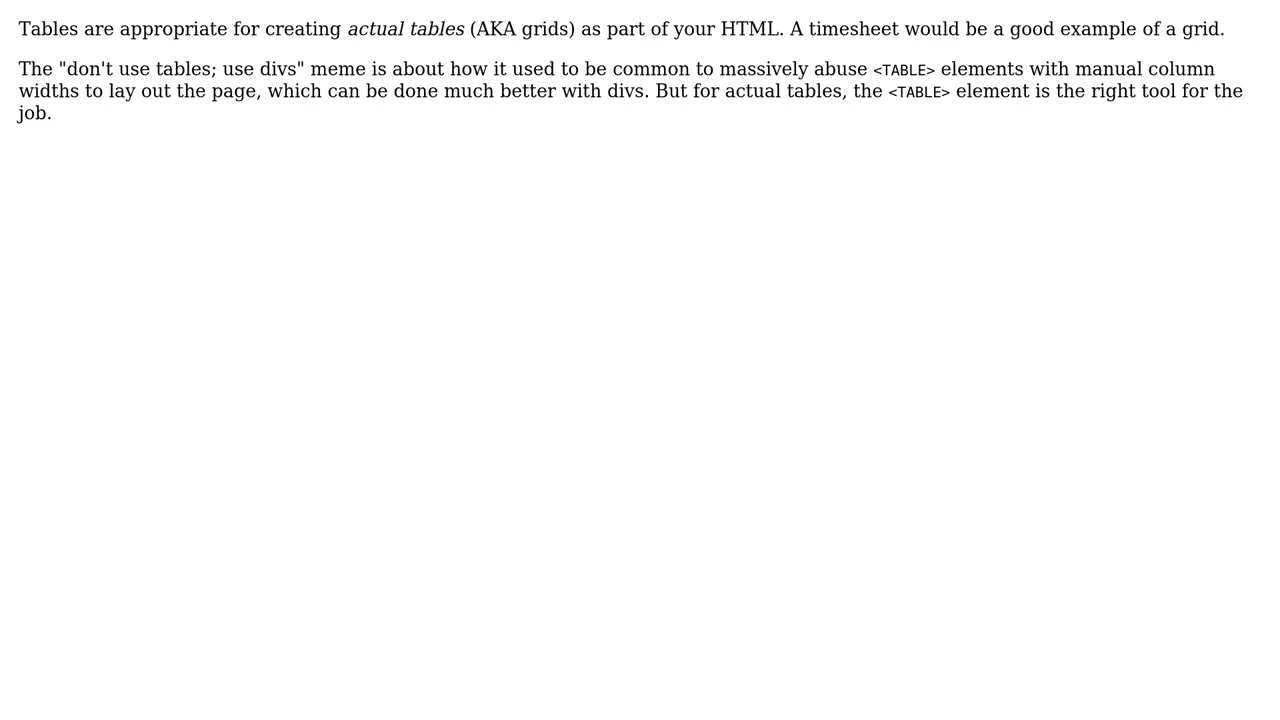 Tables are appropriate for creating actual tables (AKA grids) as part of your HTML. A timesheet would be a good example of a grid.
The "don't use tables; use divs" meme is about how it used to be common to massively abuse <TABLE> elements with manual column
widths to lay out the page, which can be done much better with divs. But for actual tables, the <TABLE> element is the right tool for the
job.